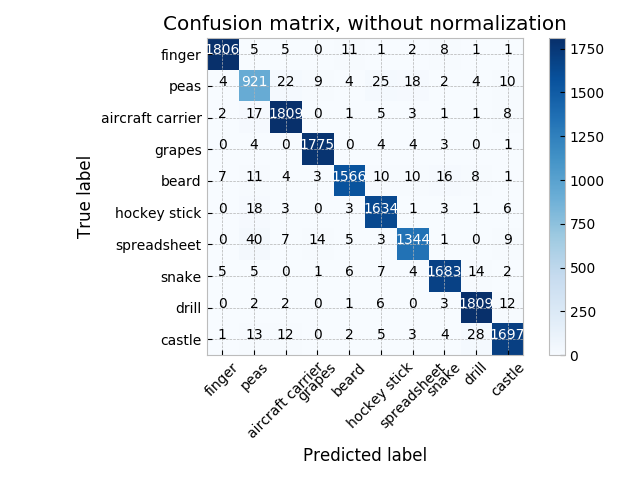 Confusion matrix, without normalization
finger 1806 5 5 0 11 1 2 8 1 1
peas 4 921 22 9 4 25 18 2 4 10
aircraft carrier 2 17 1809 0 1 5 3 1 1 8
grapes 0 4 0 1775 0 4 4 3 0 1
beard 7 11 4 3 1566 10 10 16 8 1
hockey stick 0 18 3 0 3 1634 1 3 1 6
spreadsheet 0 40 7 14 5 3 1344 1 0 9
snake 5 5 0 1 6 7 4 1683 14 2
drill 0 2 2 0 1 6 0 3 1809 12
castle 1 13 12 0 2 5 3 4 28 1697
finger peas aircraft carrier grapes beard hockey stick spreadsheet snake drill castle
True label
Predicted label
1750
1500
1250
1000
750
500
250
0